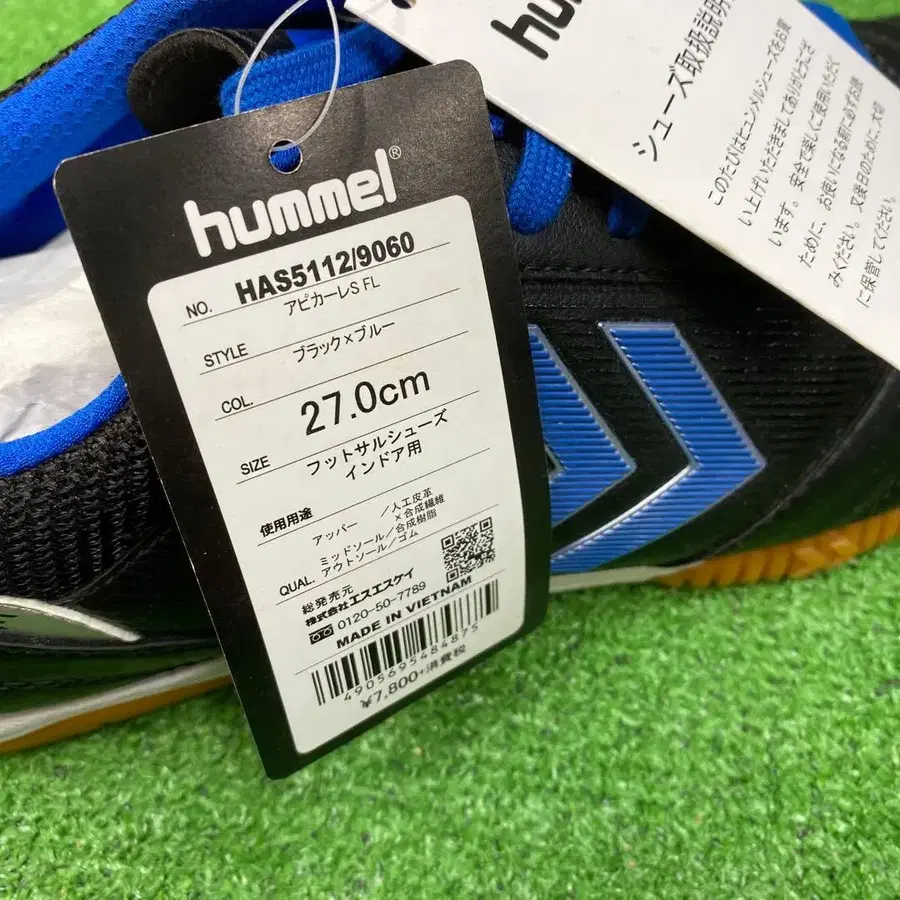 hummel®
NO. HAS5112/9060
アピカーレS FL
STYLE ブラック×ブルー
COL.
27.0cm
SIZE フットサルシューズ
インドア用
使用用途
アッパー /人工皮革
×合成繊維
ミッドソール/合成樹脂
QUAL. アウトソール/ゴム
総発売元
株式会社エスエスケイ
0120-50-7789
MADE IN VIETNAM
4905695484875
¥7,800+消費税
hummel
シューズ取扱説明
このたびはヒュンメルシューズをお買
い上げいただきましてありがとうござ
います。安全で楽しくご使用いただく
ために、お使いになる前に必ずお読
みください。又後日のために、大切
に保管してください。